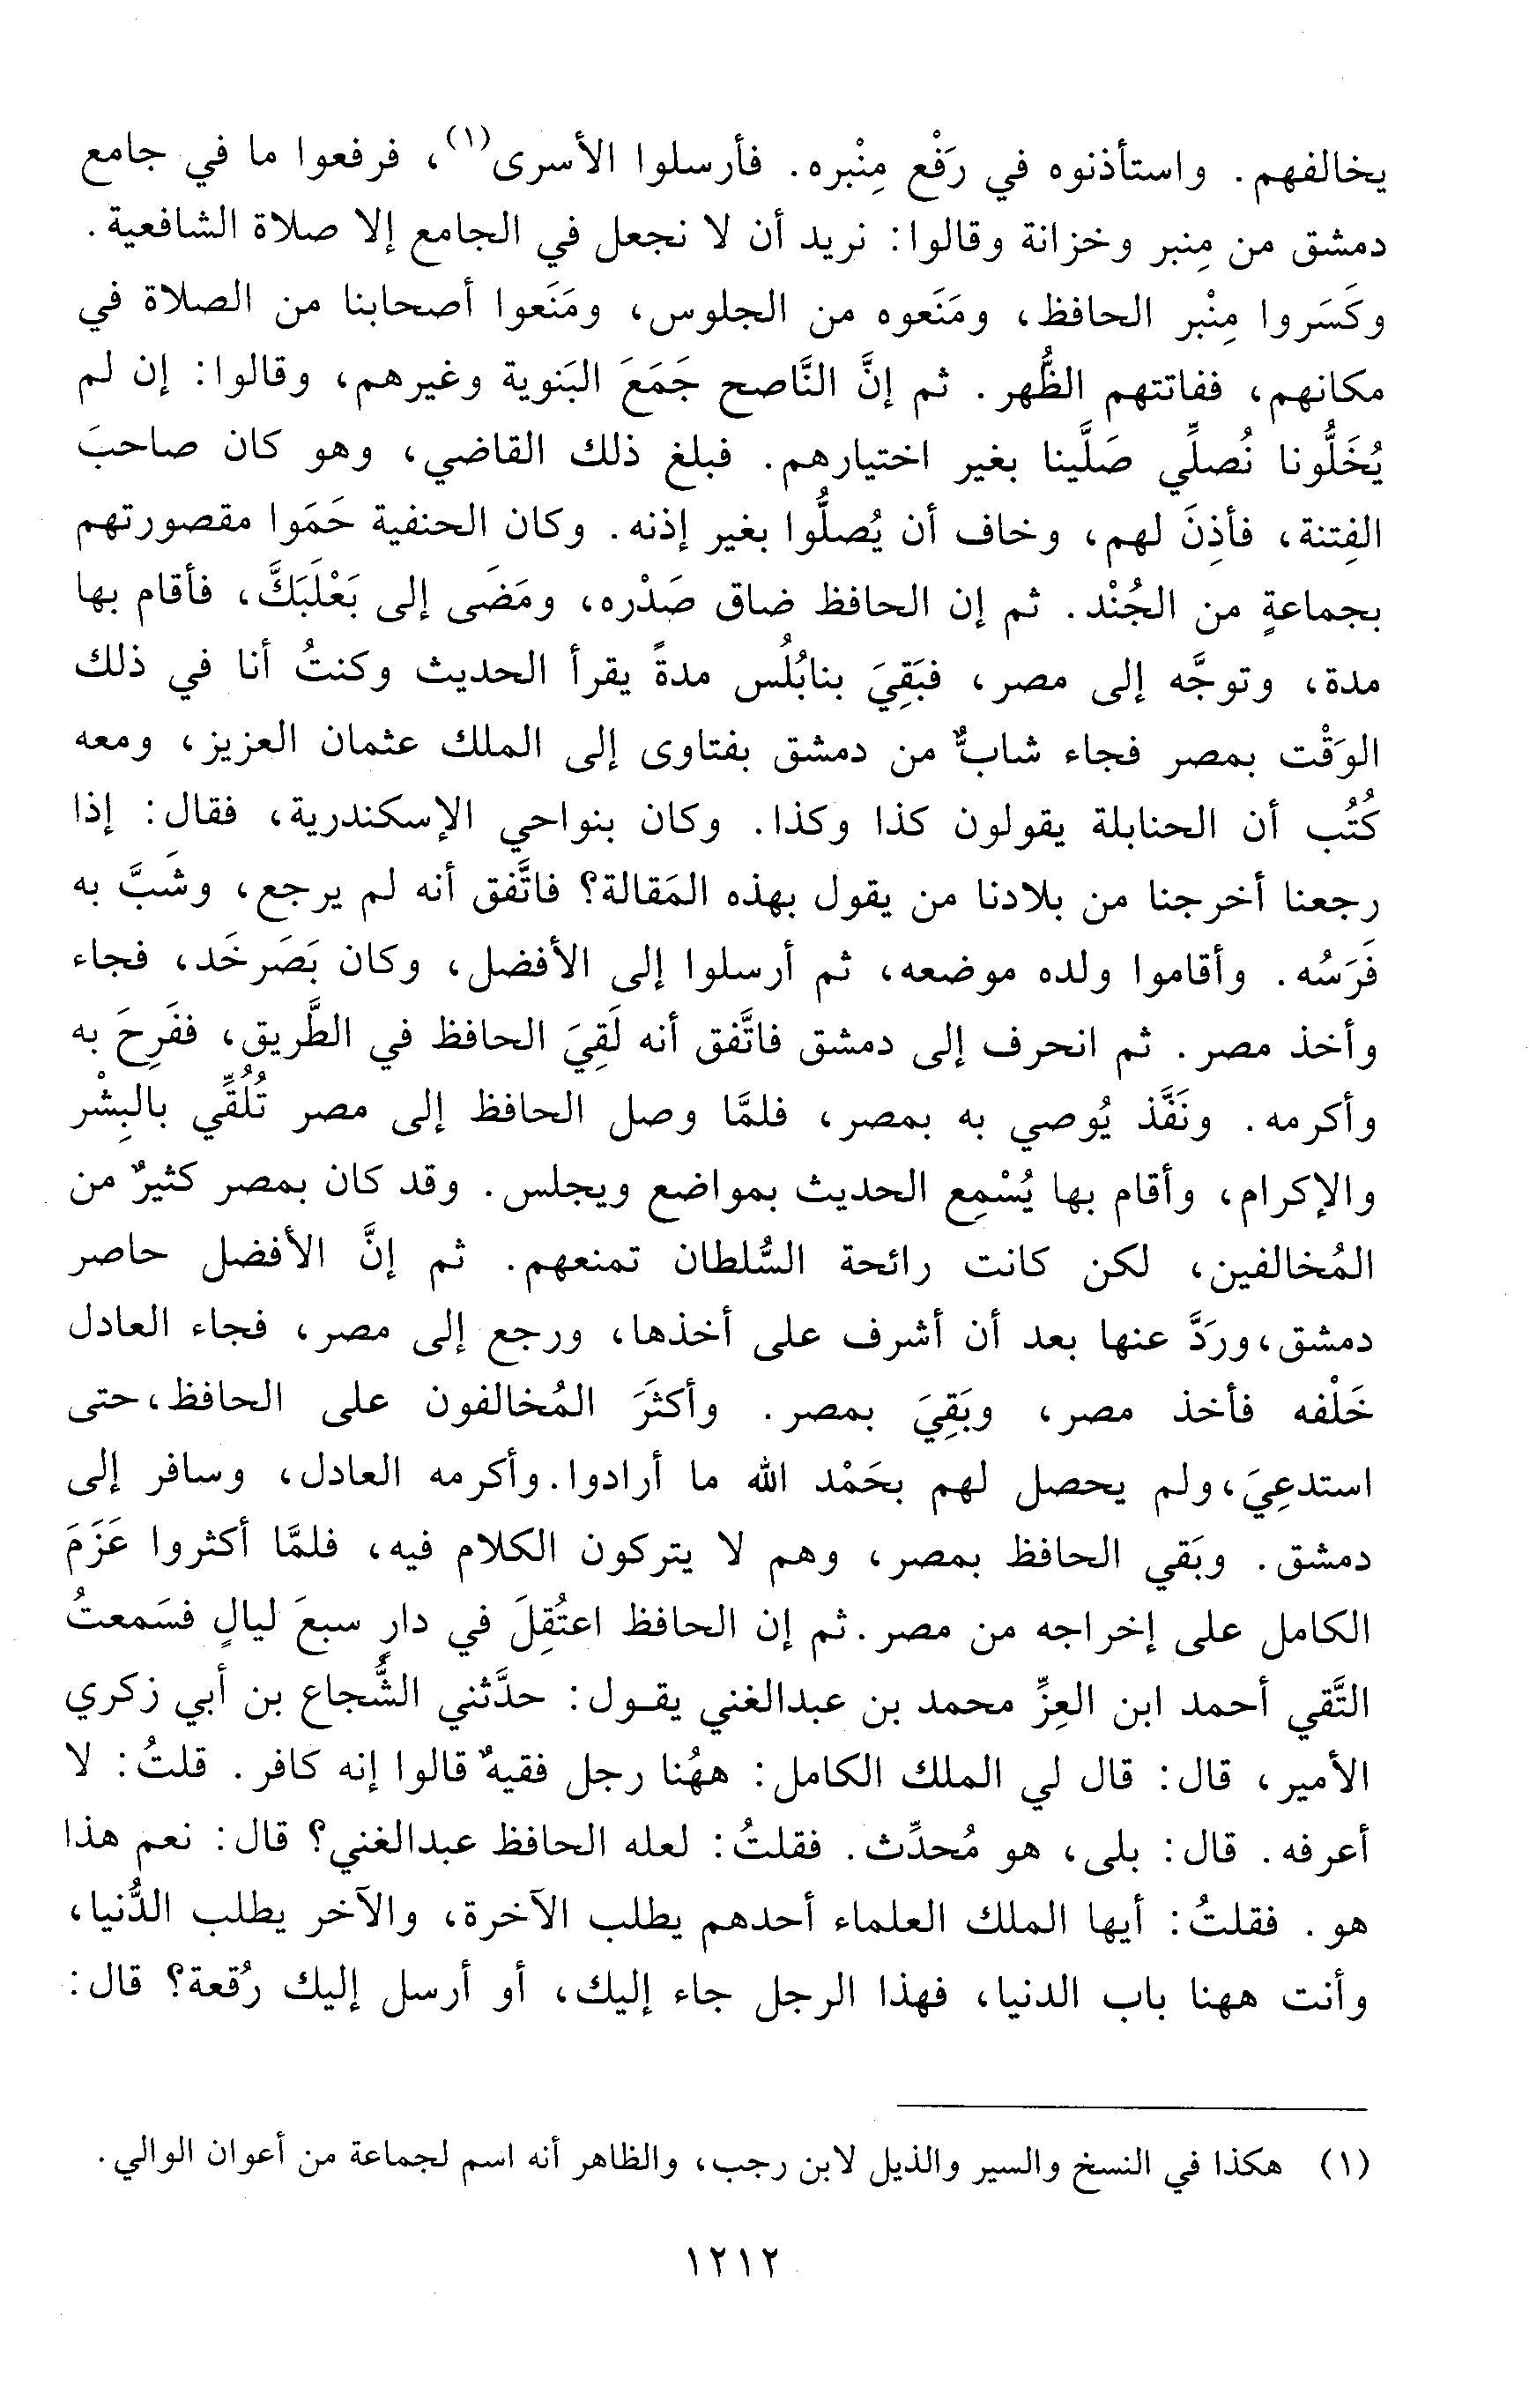 يخالفهم. واستأذنوه في رَفْع مِنْبره. فأرسلوا الأسرى(١)، فرفعوا ما في جامع
دمشق من مِنبر وخزانة وقالوا: نريد أن لا نجعل في الجامع إلا صلاة الشافعية.
وكَسَروا مِنْبر الحافظ، ومَنَعوه من الجلوس، ومَنَعوا أصحابنا من الصلاة في
مكانهم، ففاتتهم الظُّهر. ثم إنَّ النَّاصح جَمَعَ البَنوية وغيرهم، وقالوا: إن لم
يُخَلُّونا نُصلِّي صَلَّينا بغير اختيارهم. فبلغ ذلك القاضي، وهو كان صاحبَ
الفِتنة، فأذِنَ لهم، وخاف أن يُصلُّوا بغير إذنه. وكان الحنفية حَمَوا مقصورتهم
بجماعةٍ من الجُنْد. ثم إن الحافظ ضاق صَدْره، ومَضَى إلى بَعْلَبَكَّ، فأقام بها
مدة، وتوجَّه إلى مصر، فبَقِيَ بنابُلُس مدةً يقرأ الحديث وكنتُ أنا في ذلك
الوَقْت بمصر فجاء شابٌّ من دمشق بفتاوى إلى الملك عثمان العزيز، ومعه
كُتُب أن الحنابلة يقولون كذا وكذا. وكان بنواحي الإسكندرية، فقال: إذا
رجعنا أخرجنا من بلادنا من يقول بهذه المَقالة؟ فاتَّفق أنه لم يرجع، وشَبَّ به
فَرَسُه. وأقاموا ولده موضعه، ثم أرسلوا إلى الأفضل، وكان بَصَرخَد، فجاء
وأخذ مصر. ثم انحرف إلى دمشق فاتَّفق أنه لَقِيَ الحافظ في الطَّريق، ففَرِحَ به
وأكرمه. ونَفَّذ يُوصي به بمصر، فلمَّا وصل الحافظ إلى مصر تُلُقِّي بالبِشْر
والإكرام، وأقام بها يُسْمِع الحديث بمواضع ويجلس. وقد كان بمصر كثيرٌ من
المُخالفين، لكن كانت رائحة السُّلطان تمنعهم. ثم إنَّ الأفضل حاصر
دمشق، ورَدَّ عنها بعد أن أشرف على أخذها، ورجع إلى مصر، فجاء العادل
خَلْفه فأخذ مصر، وبَقِيَ بمصر. وأكثَرَ المُخالفون على الحافظ، حتى
استدعِيَ، ولم يحصل لهم بحَمْد الله ما أرادوا. وأكرمه العادل، وسافر إلى
دمشق. وبَقي الحافظ بمصر، وهم لا يتركون الكلام فيه، فلمَّا أكثروا عَزَمَ
الكامل على إخراجه من مصر. ثم إن الحافظ اعتُقِلَ في دارٍ سبعَ ليالٍ فسَمعتُ
التَّقي أحمد ابن العِزِّ محمد بن عبدالغني يقول: حدَّثني الشُّجاع بن أبي زكري
الأمير، قال: قال لي الملك الكامل: ههُنا رجل فقيهٌ قالوا إنه كافر. قلتُ: لا
أعرفه. قال: بلى، هو مُحدِّث. فقلتُ: لعله الحافظ عبدالغني؟ قال: نعم هذا
هو. فقلتُ: أيها الملك العلماء أحدهم يطلب الآخرة، والآخر يطلب الدُّنيا،
وأنت ههنا باب الدنيا، فهذا الرجل جاء إليك، أو أرسل إليك رُقعة؟ قال:
(١) هكذا في النسخ والسير والذيل لابن رجب، والظاهر أنه اسم لجماعة من أعوان الوالي.
١٢١٢